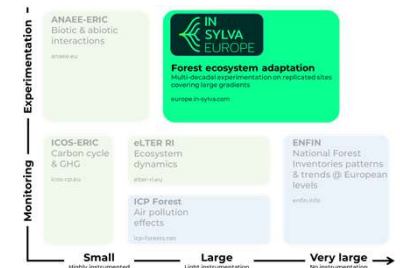 Experimentation
Monitoring
ANAEE-ERIC
Biotic & abiotic
interactions
anaee.eu
IN
SYLVA
EUROPE
Forest ecosystem adaptation
Multi-decadal experimentation on replicated sites
covering large gradients
europe.in-sylva.com
ICOS-ERIC
Carbon cycle
& GHG
icos-cp.eu
eLTER RI
Ecosystem
dynamics
elter-ri.eu
ICP Forest
Air pollution
effects
icp-forests.net
ENFIN
National Forest
Inventories patterns
& trends @ European
levels
enfin.info
Small
Highly instrumented
Large
Light instrumentation
Very large
No instrumentation